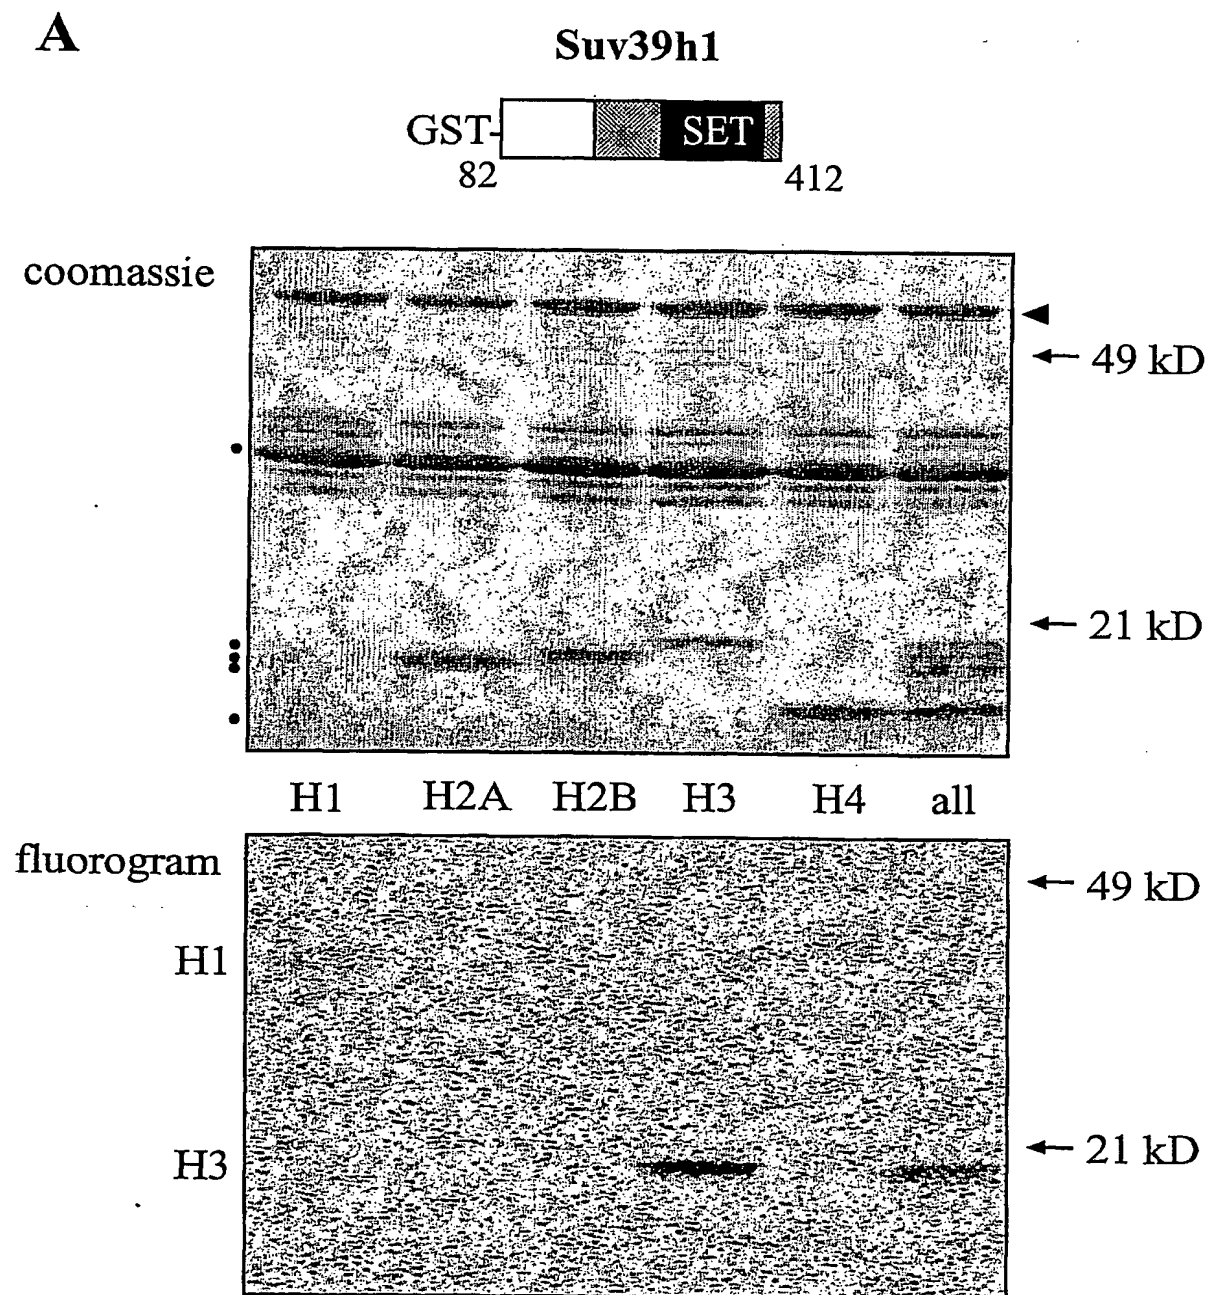 A
Suv39h1
GST- SET
82 412
coomassie
49 kD
21 kD
H1 H2A H2B H3 H4 all
fluorogram
49 kD
H1
H3
21 kD